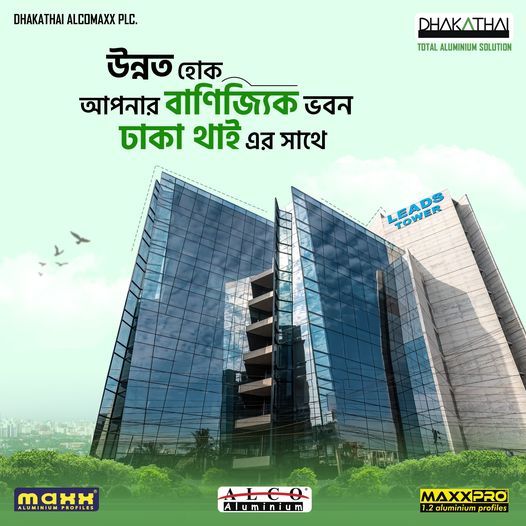 DHAKATHAI ALCOMAXX PLC.
DHAKATHAI
TOTAL ALUMINIUM SOLUTION
উন্নত হোক
আপনার বাণিজ্যিক ভবন
ঢাকা থাই এর সাথে
LEADS
TOWER
maxx®
ALUMINIUM PROFILES
ALCO
Aluminium
MAXXPRO
1.2 aluminium profiles